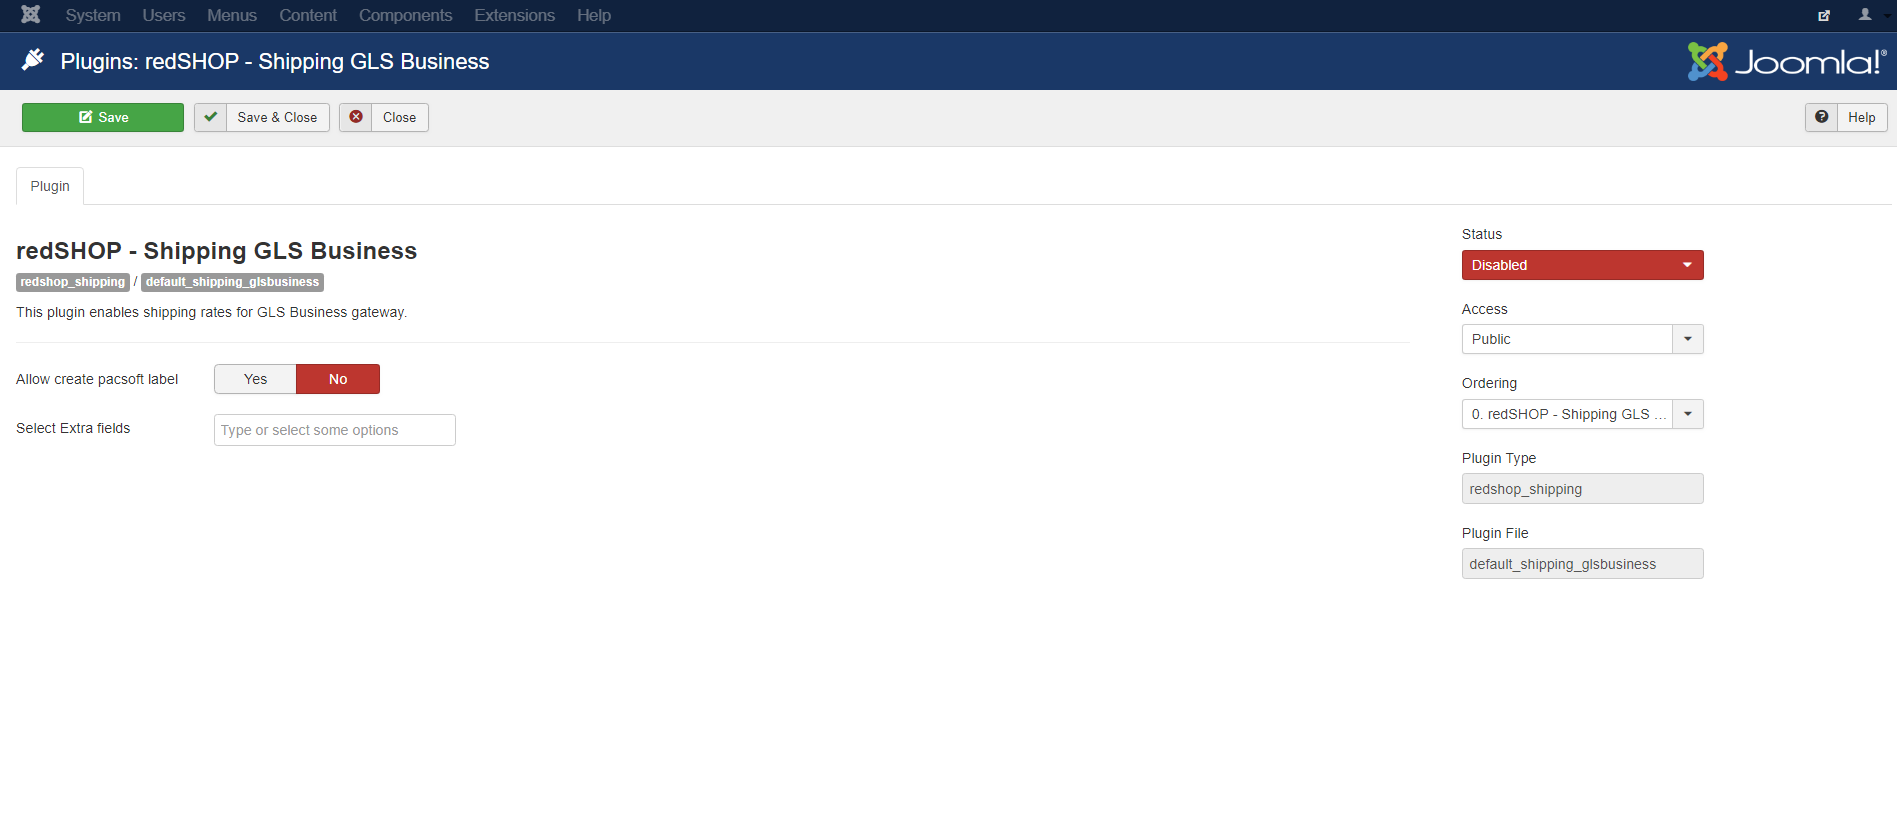 System Users Menus Content Components Extensions Help
Plugins: redSHOP - Shipping GLS Business
Joomla!®
Save
Save & Close
Close
Help
Plugin
redSHOP - Shipping GLS Business
redshop_shipping / default_shipping_glsbusiness
This plugin enables shipping rates for GLS Business gateway.
Allow create pacsoft label
Yes No
Select Extra fields
Type or select some options
Status
Disabled
Access
Public
Ordering
0. redSHOP - Shipping GLS ...
Plugin Type
redshop_shipping
Plugin File
default_shipping_glsbusiness